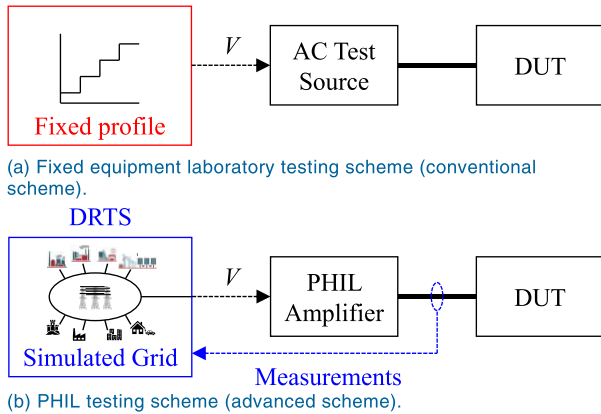 V
AC Test
Source
DUT
Fixed profile
(a) Fixed equipment laboratory testing scheme (conventional
scheme).
DRTS
V
PHIL
Amplifier
DUT
Simulated Grid
Measurements
(b) PHIL testing scheme (advanced scheme).